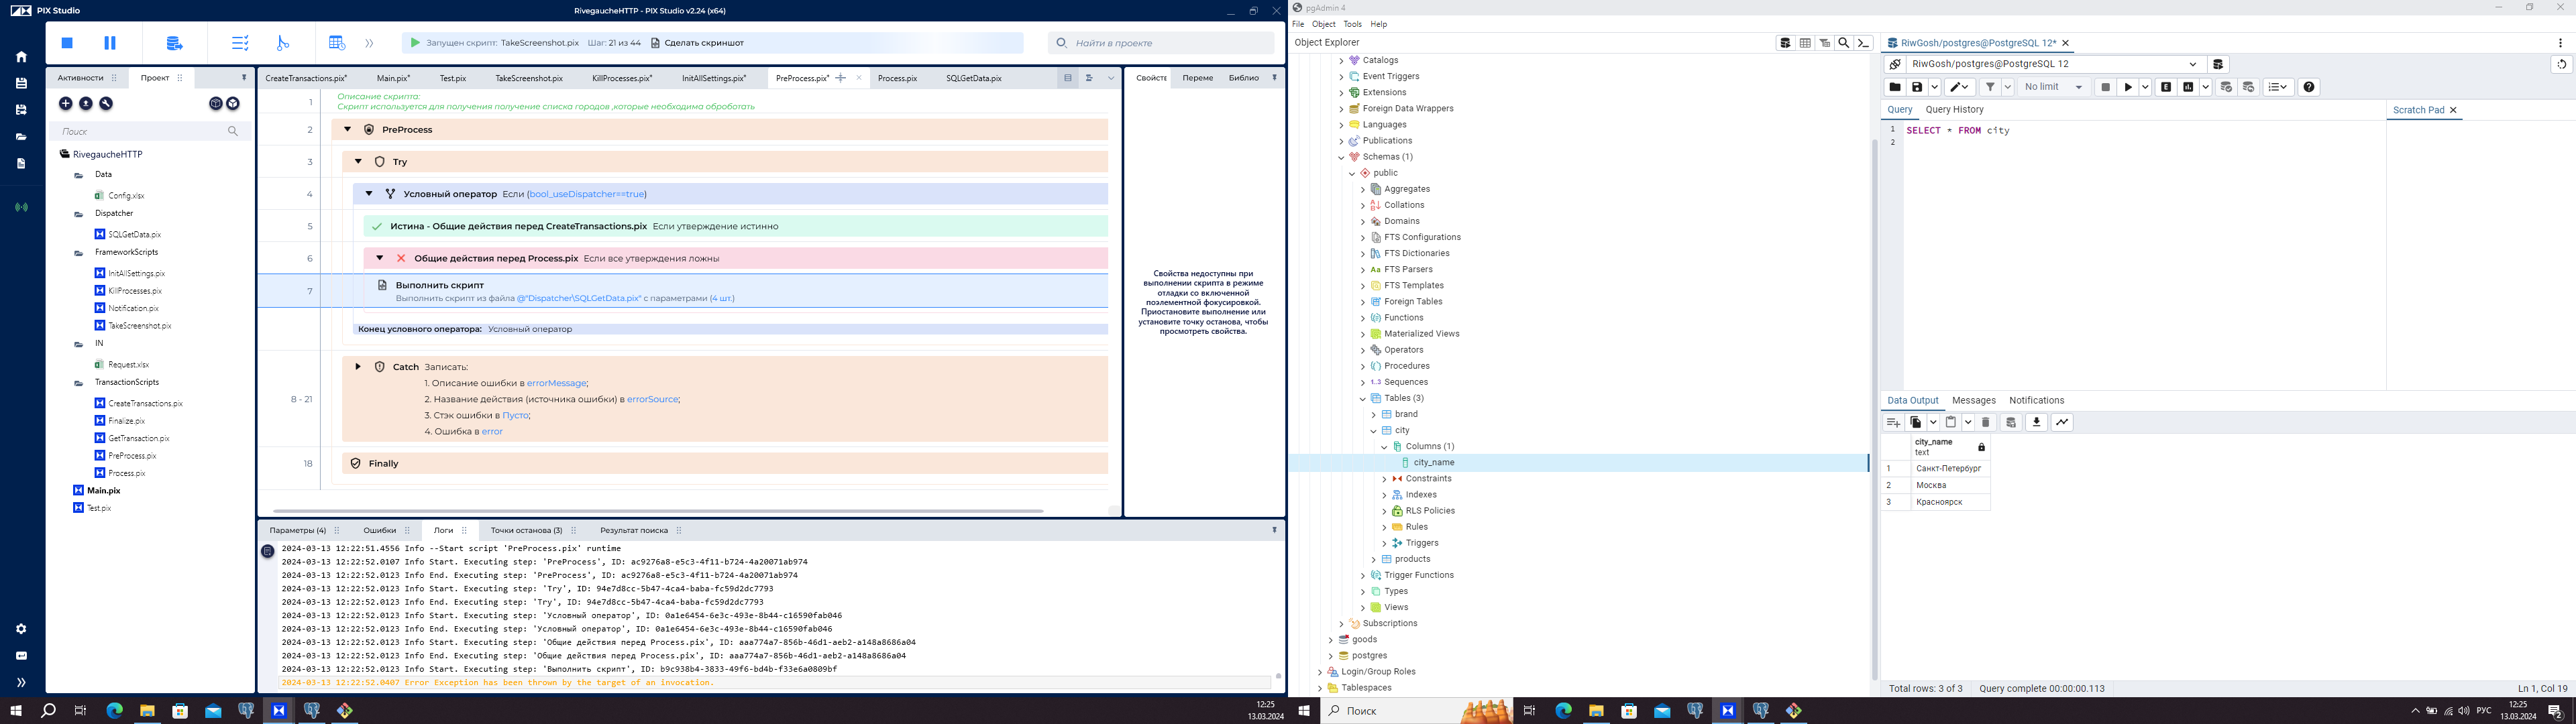 PIX Studio
RivegaucheHTTP - PIX Studio v2.24 (x64)
Запущен скрипт: TakeScreenshot.pix Шаг: 21 из 44 Сделать скриншот
Найти в проекте
Активности
Проект
Поиск
RivegaucheHTTP
Data
Config.xlsx
Dispatcher
SQLGetData.pix
FrameworkScripts
InitAllSettings.pix
KillProcesses.pix
Notification.pix
TakeScreenshot.pix
IN
Request.xlsx
TransactionScripts
CreateTransactions.pix
Finalize.pix
GetTransaction.pix
PreProcess.pix
Process.pix
Main.pix
Test.pix
CreateTransactions.pix* Main.pix* Test.pix TakeScreenshot.pix KillProcesses.pix* InitAllSettings.pix* PreProcess.pix* Process.pix SQLGetData.pix
1 Описание скрипта:
Скрипт используется для получения получение списка городов ,которые необходима обработать
2 PreProcess
3 Try
4 Условный оператор Если (bool_useDispatcher==true)
5 Истина - Общие действия перед CreateTransactions.pix Если утверждение истинно
6 Общие действия перед Process.pix Если все утверждения ложны
7 Выполнить скрипт
Выполнить скрипт из файла @"Dispatcher\SQLGetData.pix" с параметрами (4 шт.)
Конец условного оператора: Условный оператор
8 - 21 Catch Записать:
1. Описание ошибки в errorMessage;
2. Название действия (источника ошибки) в errorSource;
3. Стэк ошибки в Пусто;
4. Ошибка в error
18 Finally
Свойств Переме Библио
Свойства недоступны при
выполнении скрипта в режиме
отладки со включенной
поэлементной фокусировкой.
Приостановите выполнение или
установите точку останова, чтобы
просмотреть свойства.
Параметры (4) Ошибки Логи Точки останова (3) Результат поиска
2024-03-13 12:22:51.4556 Info --Start script 'PreProcess.pix' runtime
2024-03-13 12:22:52.0107 Info Start. Executing step: 'PreProcess', ID: ac9276a8-e5c3-4f11-b724-4a20071ab974
2024-03-13 12:22:52.0123 Info End. Executing step: 'PreProcess', ID: ac9276a8-e5c3-4f11-b724-4a20071ab974
2024-03-13 12:22:52.0123 Info Start. Executing step: 'Try', ID: 94e7d8cc-5b47-4ca4-baba-fc59d2dc7793
2024-03-13 12:22:52.0123 Info End. Executing step: 'Try', ID: 94e7d8cc-5b47-4ca4-baba-fc59d2dc7793
2024-03-13 12:22:52.0123 Info Start. Executing step: 'Условный оператор', ID: 0a1e6454-6e3c-493e-8b44-c16590fab046
2024-03-13 12:22:52.0123 Info End. Executing step: 'Условный оператор', ID: 0a1e6454-6e3c-493e-8b44-c16590fab046
2024-03-13 12:22:52.0123 Info Start. Executing step: 'Общие действия перед Process.pix', ID: aaa774a7-856b-46d1-aeb2-a148a8686a04
2024-03-13 12:22:52.0123 Info End. Executing step: 'Общие действия перед Process.pix', ID: aaa774a7-856b-46d1-aeb2-a148a8686a04
2024-03-13 12:22:52.0123 Info Start. Executing step: 'Выполнить скрипт', ID: b9c938b4-3833-49f6-bd4b-f33e6a0809bf
2024-03-13 12:22:52.0407 Error Exception has been thrown by the target of an invocation.
12:25
13.03.2024
pgAdmin 4
File Object Tools Help
Object Explorer
Catalogs
Event Triggers
Extensions
Foreign Data Wrappers
Languages
Publications
Schemas (1)
public
Aggregates
Collations
Domains
FTS Configurations
FTS Dictionaries
FTS Parsers
FTS Templates
Foreign Tables
Functions
Materialized Views
Operators
Procedures
Sequences
Tables (3)
brand
city
Columns (1)
city_name
Constraints
Indexes
RLS Policies
Rules
Triggers
products
Trigger Functions
Types
Views
Subscriptions
goods
postgres
Login/Group Roles
Tablespaces
RiwGosh/postgres@PostgreSQL 12*
RiwGosh/postgres@PostgreSQL 12
No limit
Query Query History
Scratch Pad
1 SELECT * FROM city
2
Data Output Messages Notifications
city_name
text
1 Санкт-Петербург
2 Москва
3 Красноярск
Total rows: 3 of 3 Query complete 00:00:00.113
Ln 1, Col 19
Поиск
РУС
12:25
13.03.2024
2